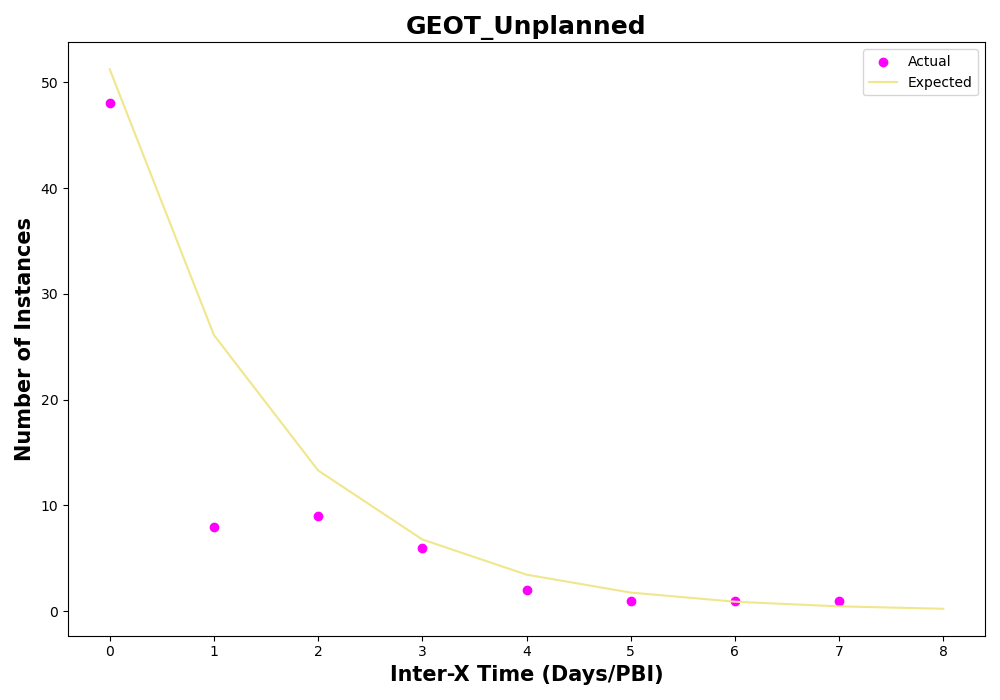 GEOT_Unplanned
Actual
Expected
Number of Instances
50
40
30
20
10
0
0 1 2 3 4 5 6 7 8
Inter-X Time (Days/PBI)